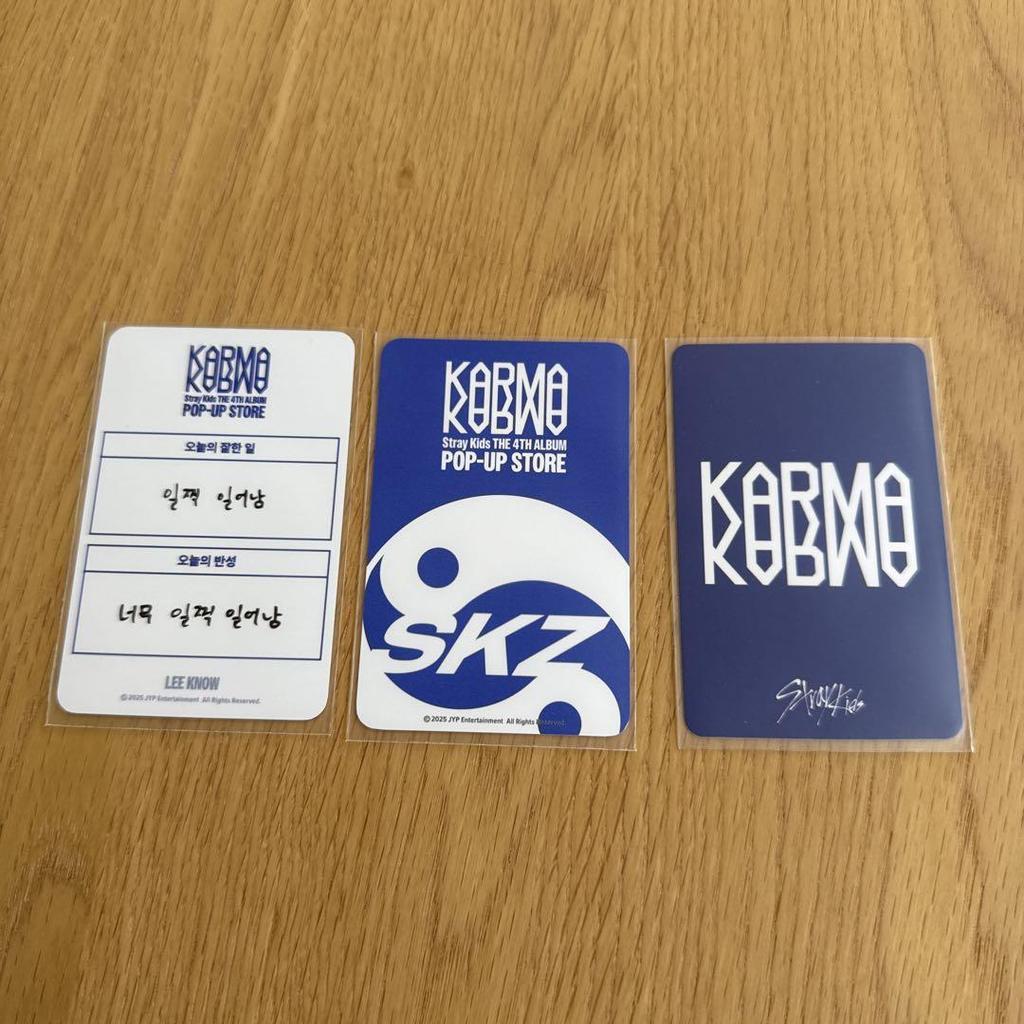 KARMA
Stray Kids THE 4TH ALBUM
POP-UP STORE
오늘의 잘한 일
일찍 일어남
오늘의 반성
너무 일찍 일어남
LEE KNOW
©2025 JYP Entertainment All Rights Reserved.
KARMA
Stray Kids THE 4TH ALBUM
POP-UP STORE
SKZ
©2025 JYP Entertainment All Rights Reserved.
KARMA
Stray Kids